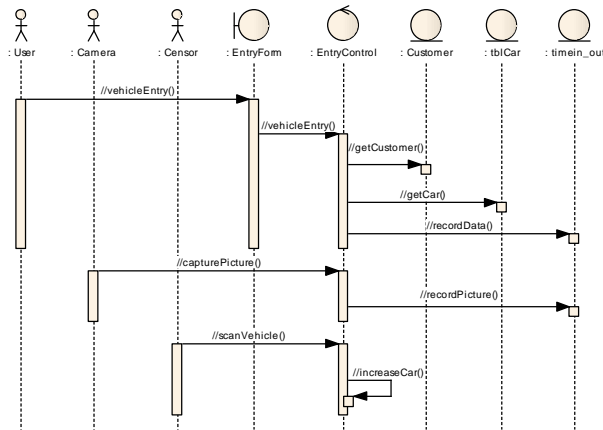 : User : Camera : Censor : EntryForm : EntryControl : Customer : tblCar : timein_out
//vehicleEntry()
//vehicleEntry()
//getCustomer()
//getCar()
//recordData()
//capturePicture()
//recordPicture()
//scanVehicle()
//increaseCar()